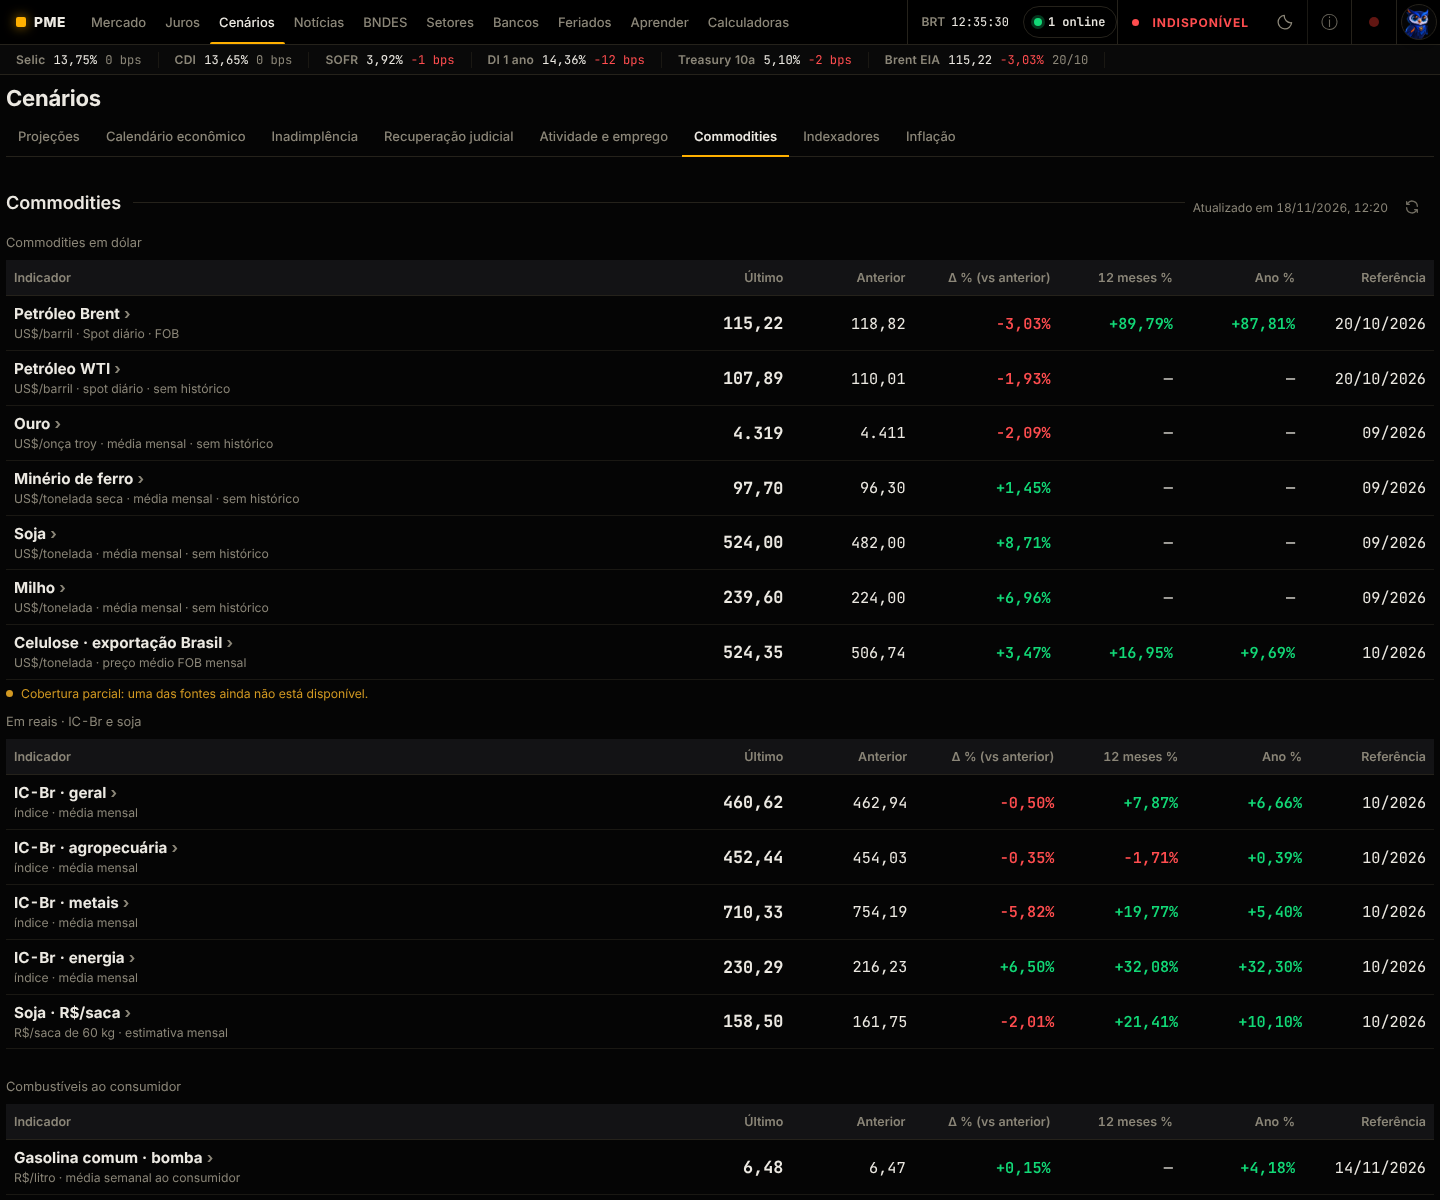 PME Mercado Juros Cenários Notícias BNDES Setores Bancos Feriados Aprender Calculadoras BRT 12:35:30 1 online INDISPONÍVEL
Selic 13,75% 0 bps CDI 13,65% 0 bps SOFR 3,92% -1 bps DI 1 ano 14,36% -12 bps Treasury 10a 5,10% -2 bps Brent EIA 115,22 -3,03% 20/10
Cenários
Projeções Calendário econômico Inadimplência Recuperação judicial Atividade e emprego Commodities Indexadores Inflação
Commodities Atualizado em 18/11/2026, 12:20
Commodities em dólar
Indicador Último Anterior Δ % (vs anterior) 12 meses % Ano % Referência
Petróleo Brent › 115,22 118,82 -3,03% +89,79% +87,81% 20/10/2026
US$/barril · Spot diário · FOB
Petróleo WTI › 107,89 110,01 -1,93% — — 20/10/2026
US$/barril · spot diário · sem histórico
Ouro › 4.319 4.411 -2,09% — — 09/2026
US$/onça troy · média mensal · sem histórico
Minério de ferro › 97,70 96,30 +1,45% — — 09/2026
US$/tonelada seca · média mensal · sem histórico
Soja › 524,00 482,00 +8,71% — — 09/2026
US$/tonelada · média mensal · sem histórico
Milho › 239,60 224,00 +6,96% — — 09/2026
US$/tonelada · média mensal · sem histórico
Celulose · exportação Brasil › 524,35 506,74 +3,47% +16,95% +9,69% 10/2026
US$/tonelada · preço médio FOB mensal
Cobertura parcial: uma das fontes ainda não está disponível.
Em reais · IC-Br e soja
Indicador Último Anterior Δ % (vs anterior) 12 meses % Ano % Referência
IC-Br · geral › 460,62 462,94 -0,50% +7,87% +6,66% 10/2026
índice · média mensal
IC-Br · agropecuária › 452,44 454,03 -0,35% -1,71% +0,39% 10/2026
índice · média mensal
IC-Br · metais › 710,33 754,19 -5,82% +19,77% +5,40% 10/2026
índice · média mensal
IC-Br · energia › 230,29 216,23 +6,50% +32,08% +32,30% 10/2026
índice · média mensal
Soja · R$/saca › 158,50 161,75 -2,01% +21,41% +10,10% 10/2026
R$/saca de 60 kg · estimativa mensal
Combustíveis ao consumidor
Indicador Último Anterior Δ % (vs anterior) 12 meses % Ano % Referência
Gasolina comum · bomba › 6,48 6,47 +0,15% — +4,18% 14/11/2026
R$/litro · média semanal ao consumidor